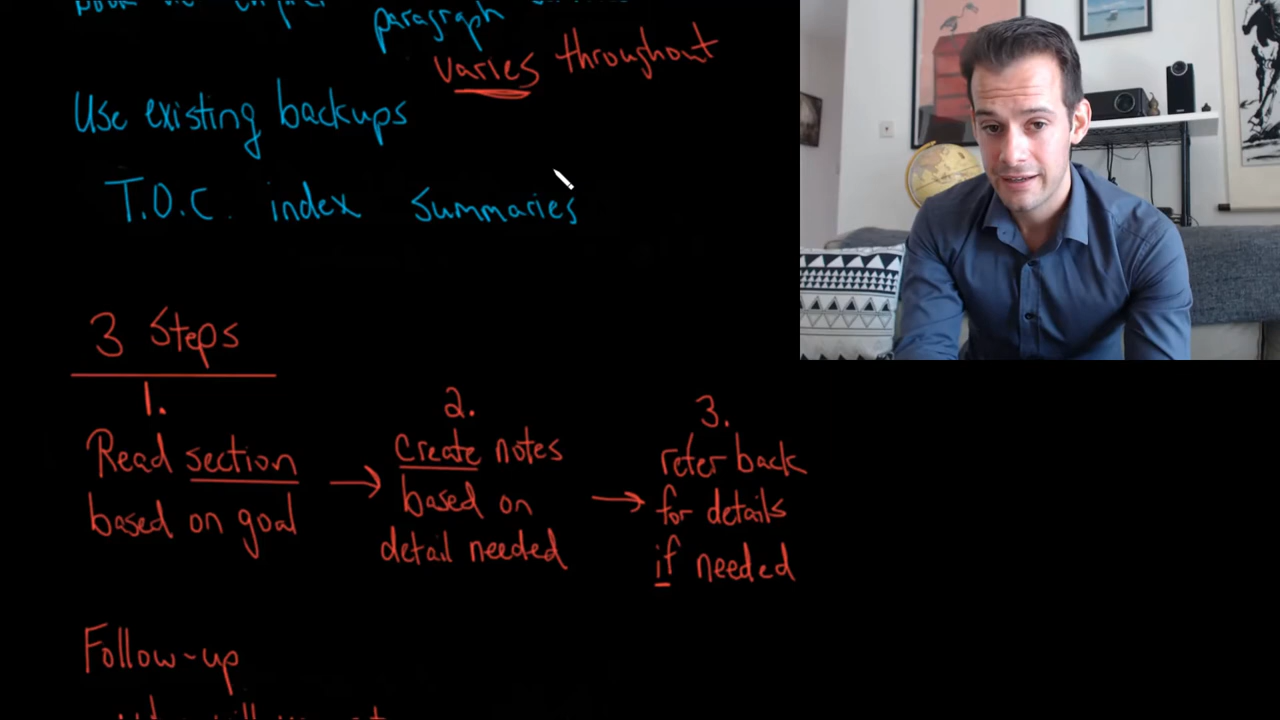 paragraph
varies throughout
Use existing backups
T.O.C. index Summaries
3 Steps
1.
Read section
based on goal
2.
create notes
based on
detail needed
3.
refer back
for details
if needed
Follow-up